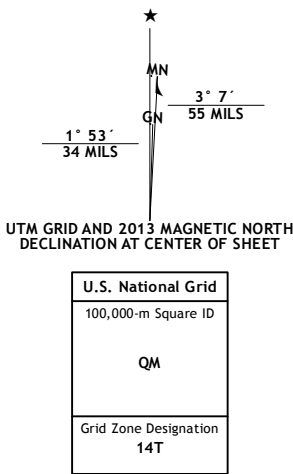 ★
MN
GN
3° 7´
55 MILS
1° 53´
34 MILS
UTM GRID AND 2013 MAGNETIC NORTH
DECLINATION AT CENTER OF SHEET
U.S. National Grid
100,000-m Square ID
QM
Grid Zone Designation
14T